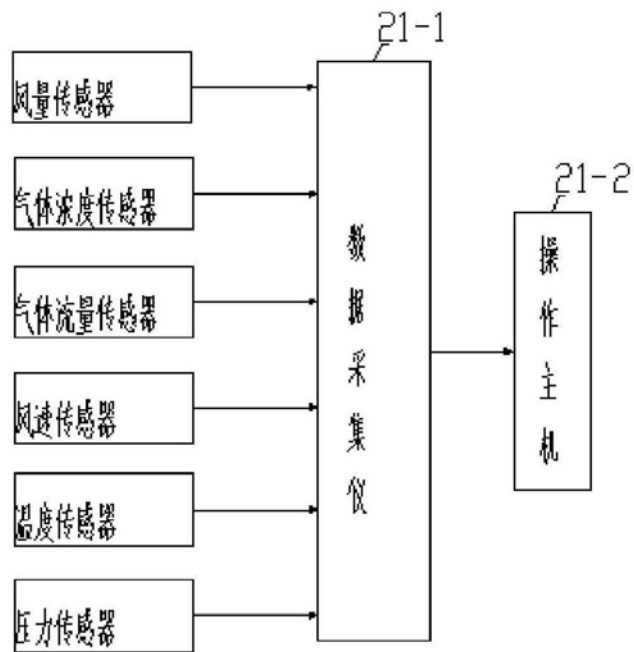 21-1
风量传感器
气体浓度传感器
气体流量传感器
风速传感器
温度传感器
压力传感器
数据采集仪
21-2
操作主机